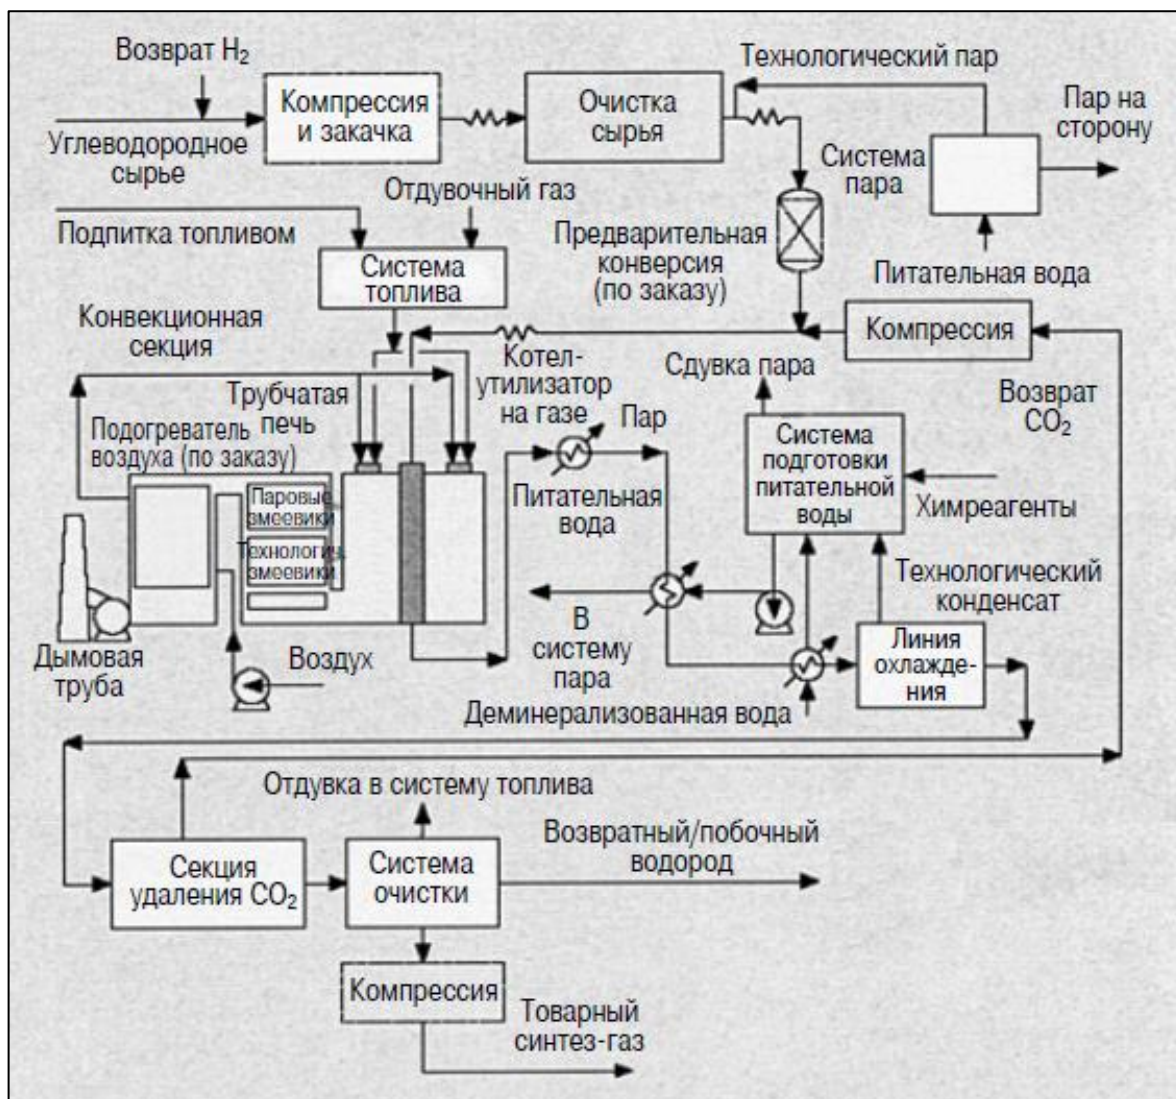 Возврат H₂
Углеводородное
сырье
Компрессия
и закачка
Очистка
сырья
Технологический пар
Пар на
сторону
Система
пара
Питательная вода
Отдувочный газ
Подпитка топливом
Система
топлива
Предварительная
конверсия
(по заказу)
Компрессия
Возврат
CO₂
Конвекционная
секция
Трубчатая
печь
Котел-
утилизатор
на газе
Пар
Сдувка пара
Подогреватель
воздуха (по заказу)
Паровые
змеевики
Технологич.
змеевики
Питательная
вода
Система
подготовки
питательной
воды
Химреагенты
Технологический
конденсат
В
систему
пара
Линия
охлажде-
ния
Дымовая
труба
Воздух
Деминерализованная вода
Отдувка в систему топлива
Секция
удаления CO₂
Система
очистки
Возвратный/побочный
водород
Компрессия
Товарный
синтез-газ